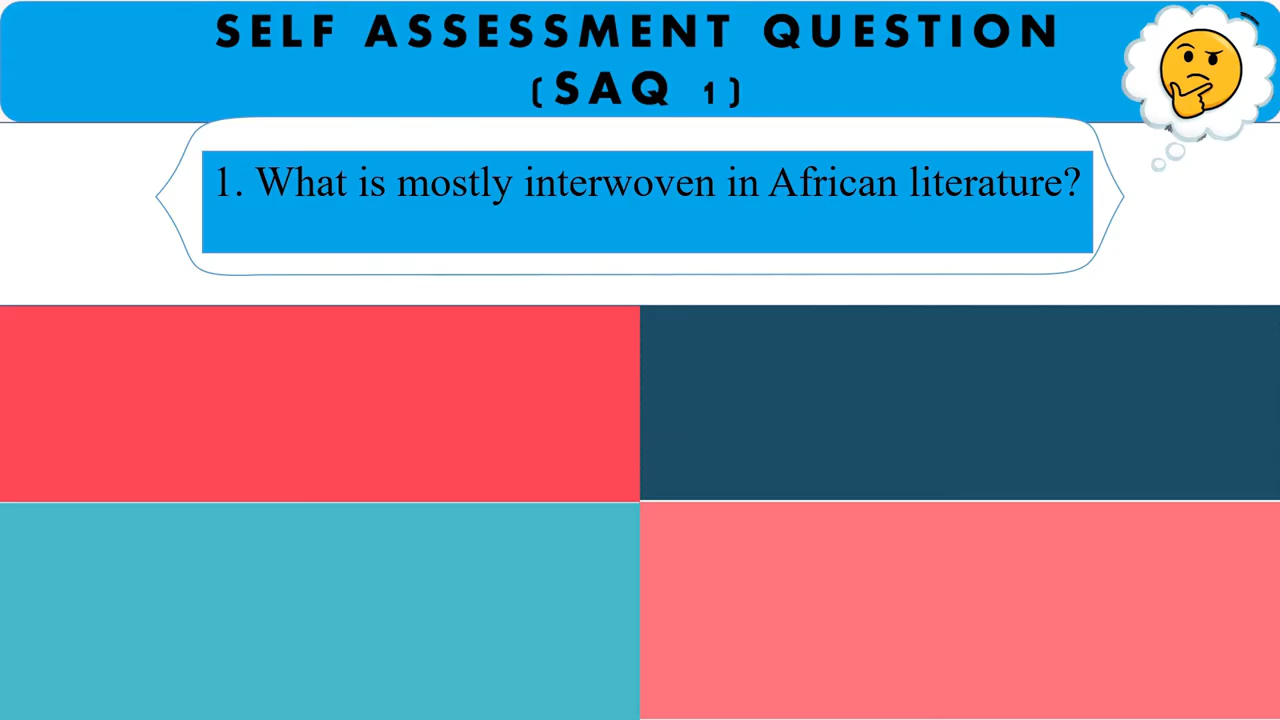 SELF ASSESSMENT QUESTION
(SAQ 1)
1. What is mostly interwoven in African literature?